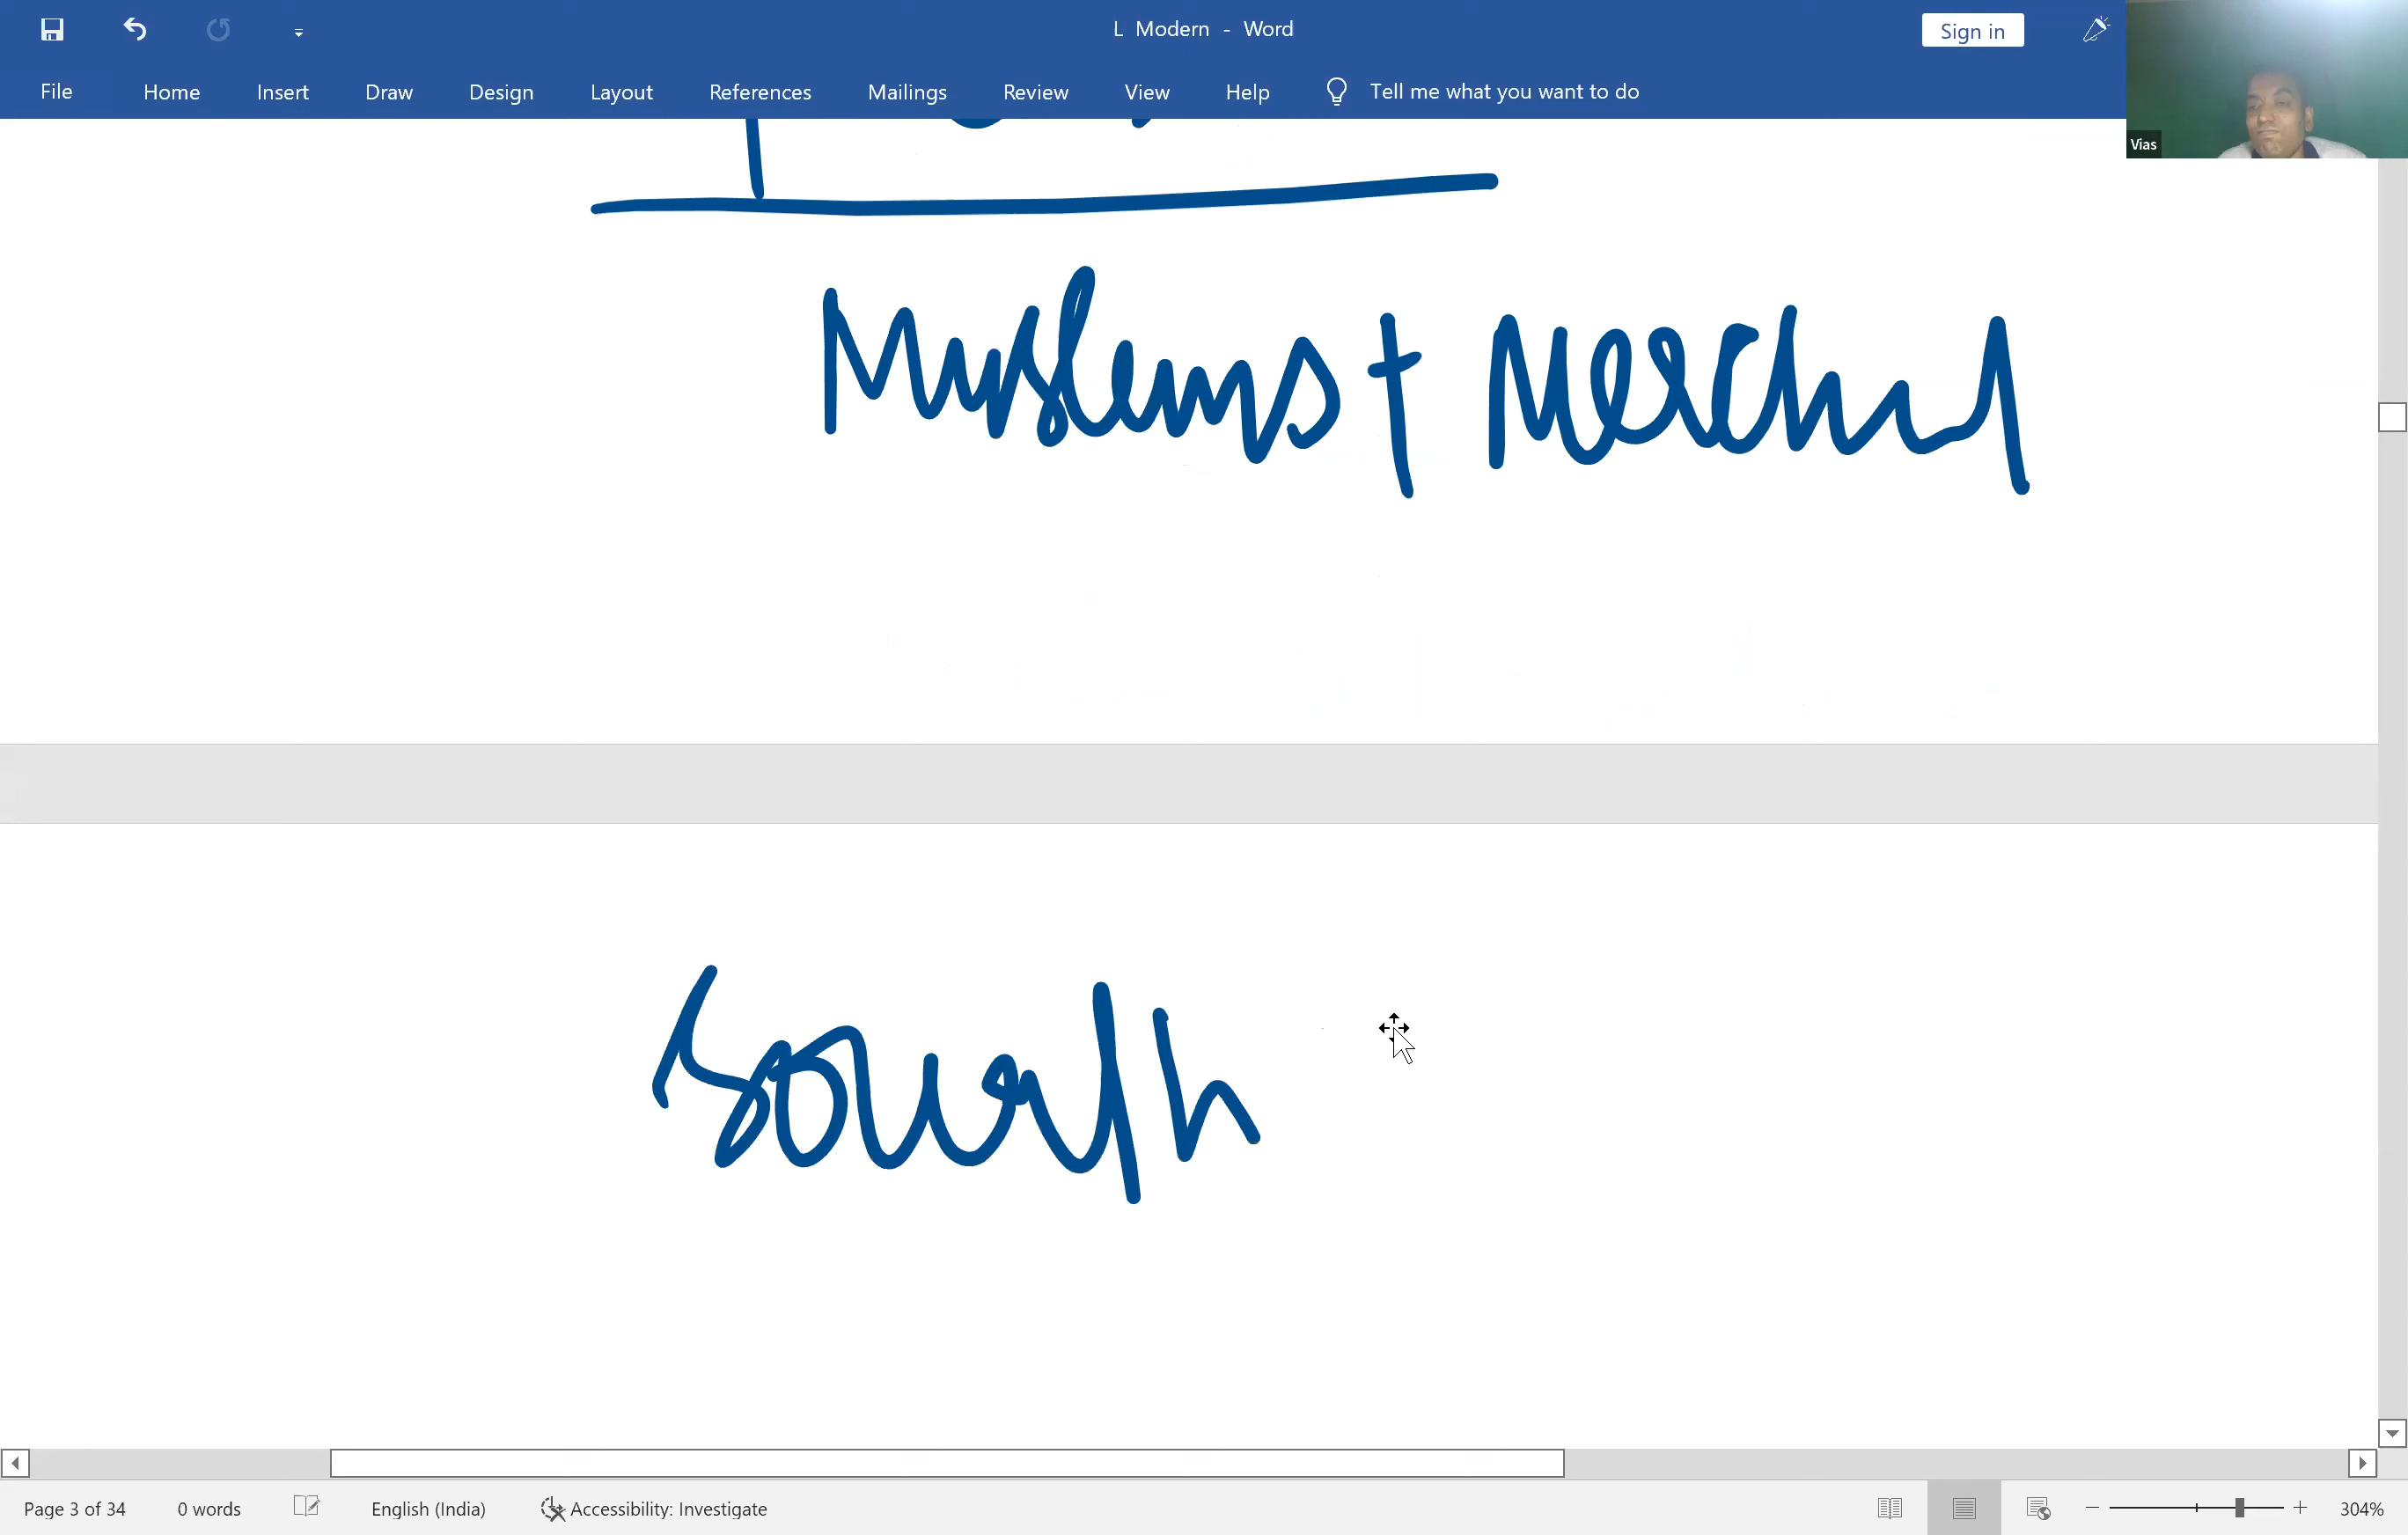 L Modern - Word
Sign in
File Home Insert Draw Design Layout References Mailings Review View Help Tell me what you want to do
Vias
Muslims +
South
Page 3 of 34 0 words English (India) Accessibility: Investigate 304%